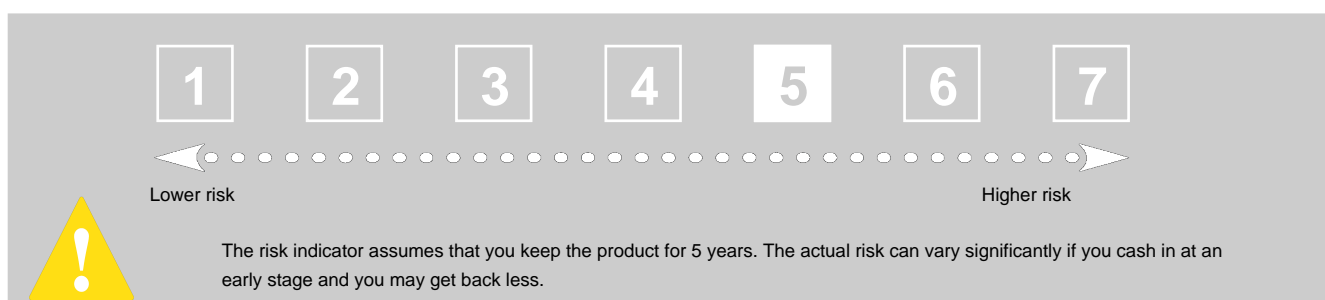 1 2 3 4 5 6 7
Lower risk Higher risk
!
The risk indicator assumes that you keep the product for 5 years. The actual risk can vary significantly if you cash in at an
early stage and you may get back less.